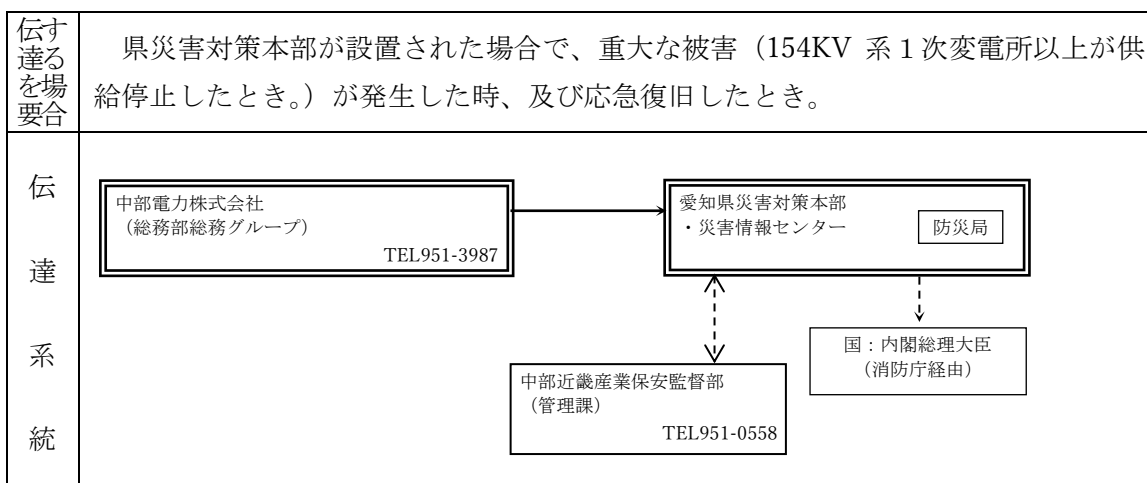 伝達を要
する場合
県災害対策本部が設置された場合で、重大な被害（154KV 系１次変電所以上が供
給停止したとき。）が発生した時、及び応急復旧したとき。
伝達系統
中部電力株式会社
（総務部総務グループ）
TEL951-3987
愛知県災害対策本部
・災害情報センター
防災局
中部近畿産業保安監督部
（管理課）
TEL951-0558
国：内閣総理大臣
（消防庁経由）